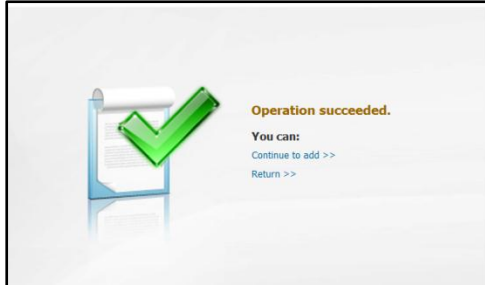 Operation succeeded.
You can:
Continue to add >>
Return >>